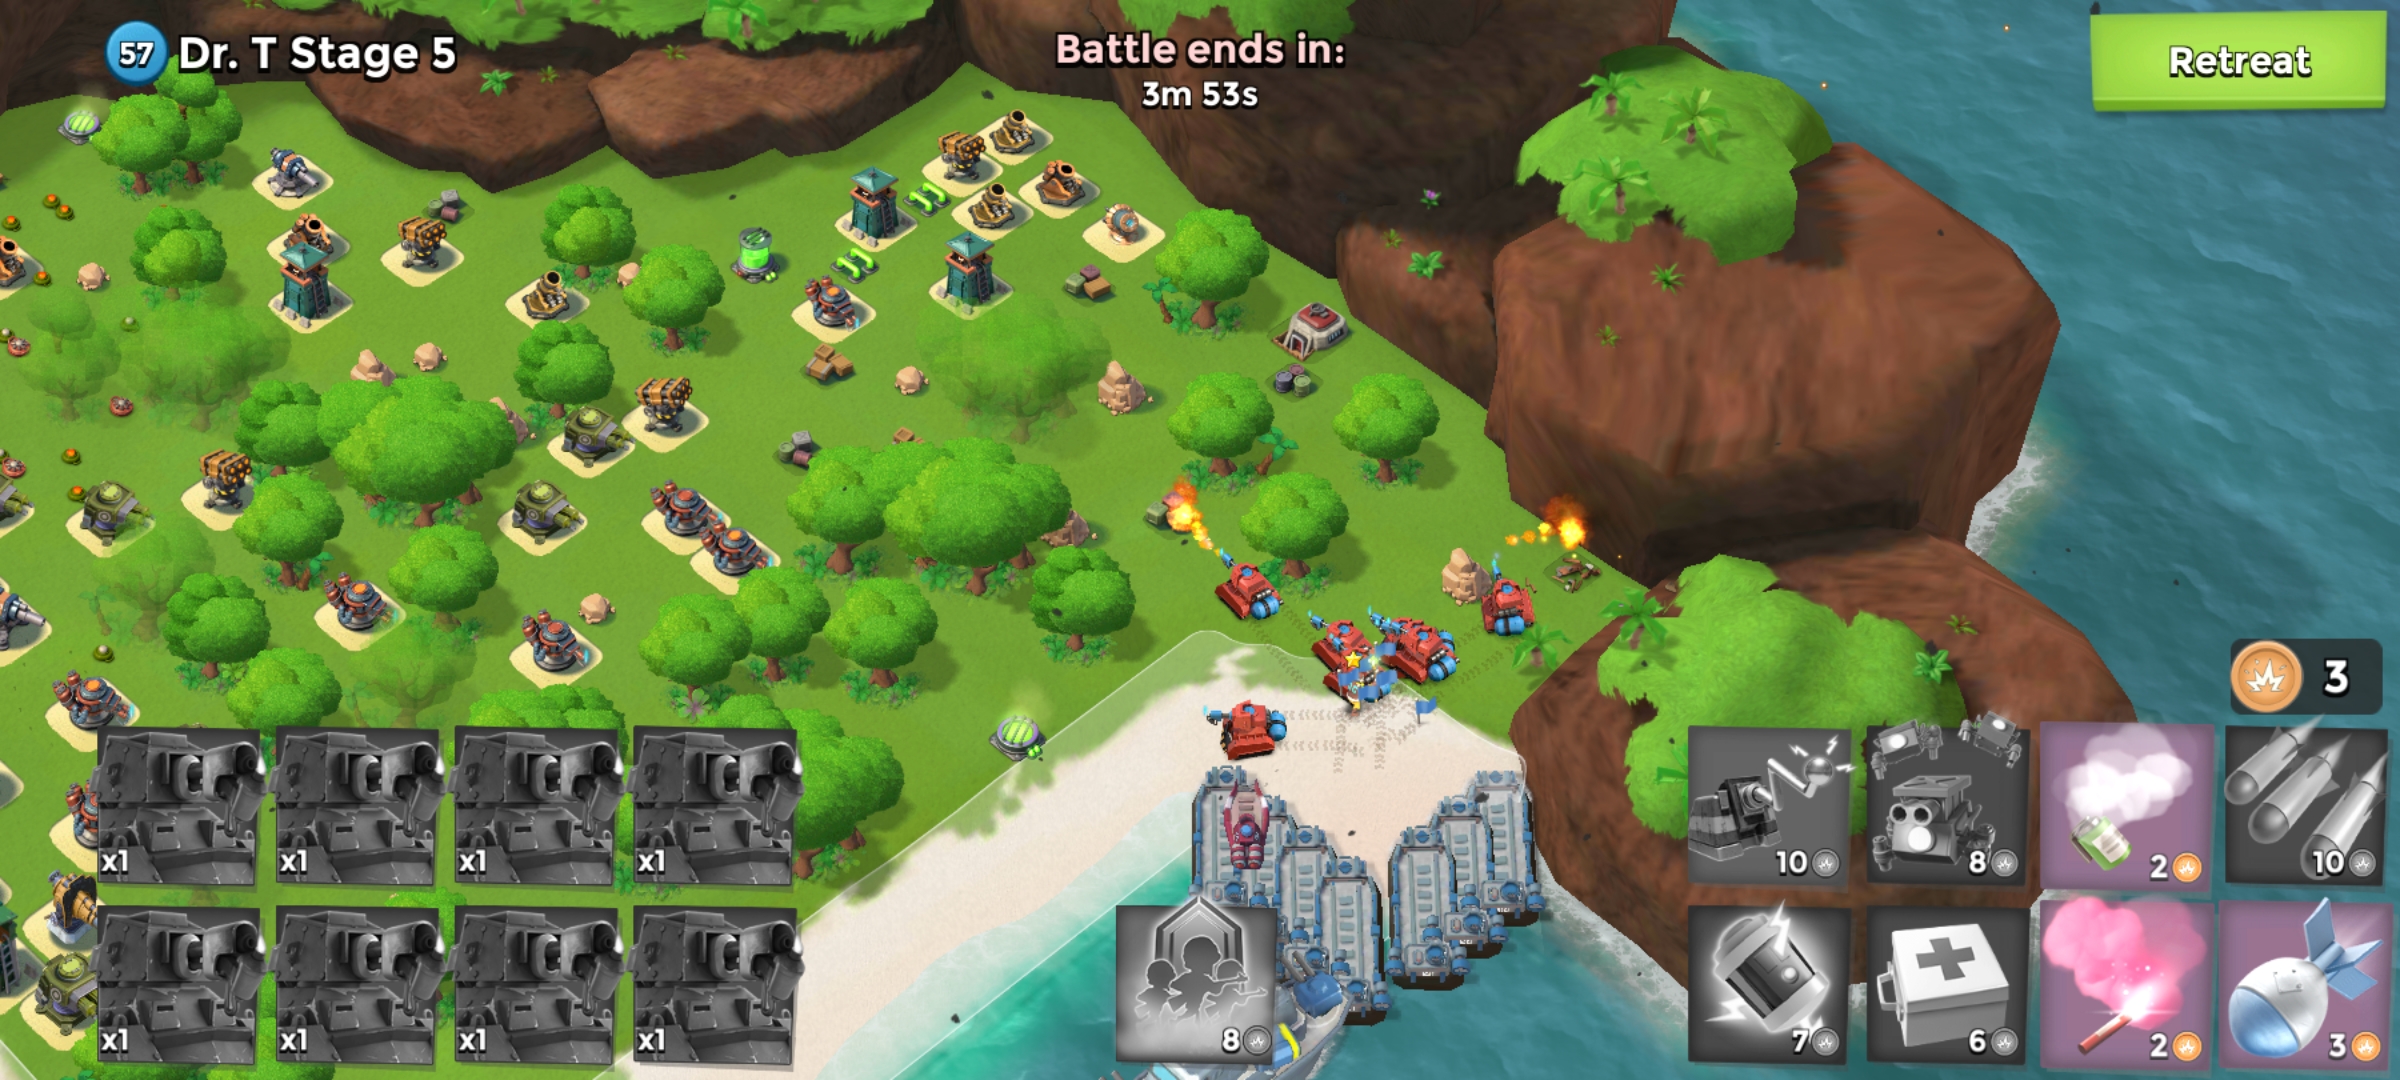 57 Dr. T Stage 5
Battle ends in:
3m 53s
Retreat
3
x1 x1 x1 x1
10 8 2 10
x1 x1 x1 x1
8
7 6 2 3